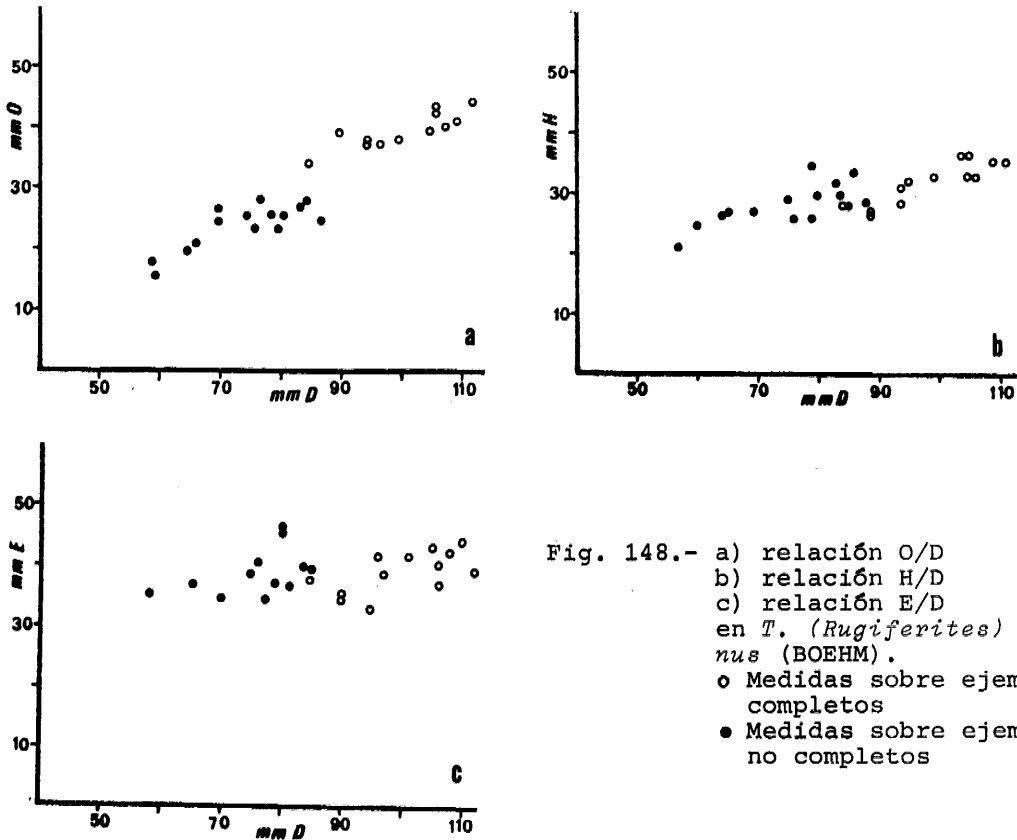 50
30
10
mm O
50
70
90
110
mm D
a
50
30
10
mm H
50
70
90
110
mm D
b
50
30
10
mm E
50
70
90
110
mm D
c
Fig. 148.- a) relación O/D
b) relación H/D
c) relación E/D
en T. (Rugiferites)
nus (BOEHM).
o Medidas sobre ejem
completos
● Medidas sobre ejem
no completos